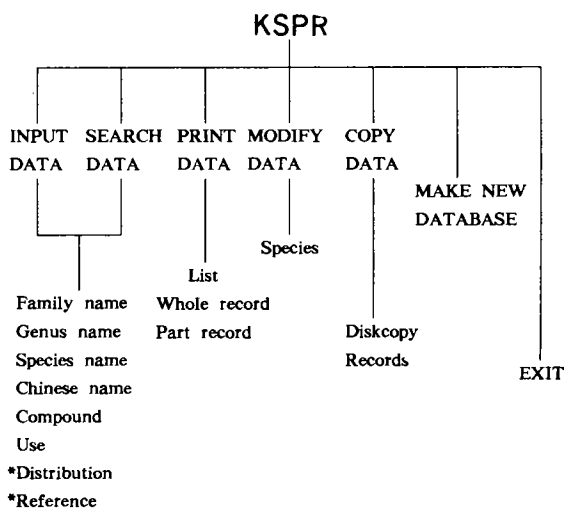 KSPR
INPUT DATA
SEARCH DATA
PRINT DATA
MODIFY DATA
COPY DATA
MAKE NEW
DATABASE
Species
List
Whole record
Part record
Family name
Genus name
Species name
Chinese name
Compound
Use
*Distribution
*Reference
Diskcopy
Records
EXIT